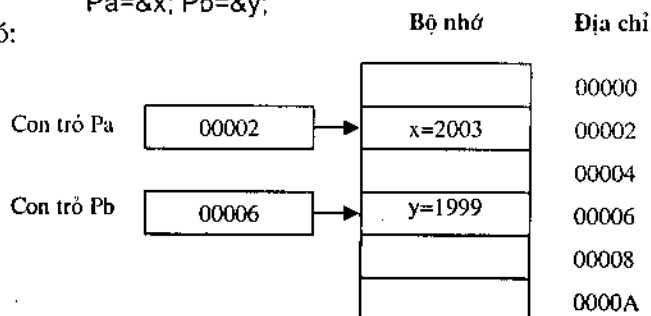 Pa=&x; Pb=&y;
ó:
Bộ nhớ Địa chỉ
00000
Con trỏ Pa 00002 x=2003 00002
00004
Con trỏ Pb 00006 y=1999 00006
00008
0000A